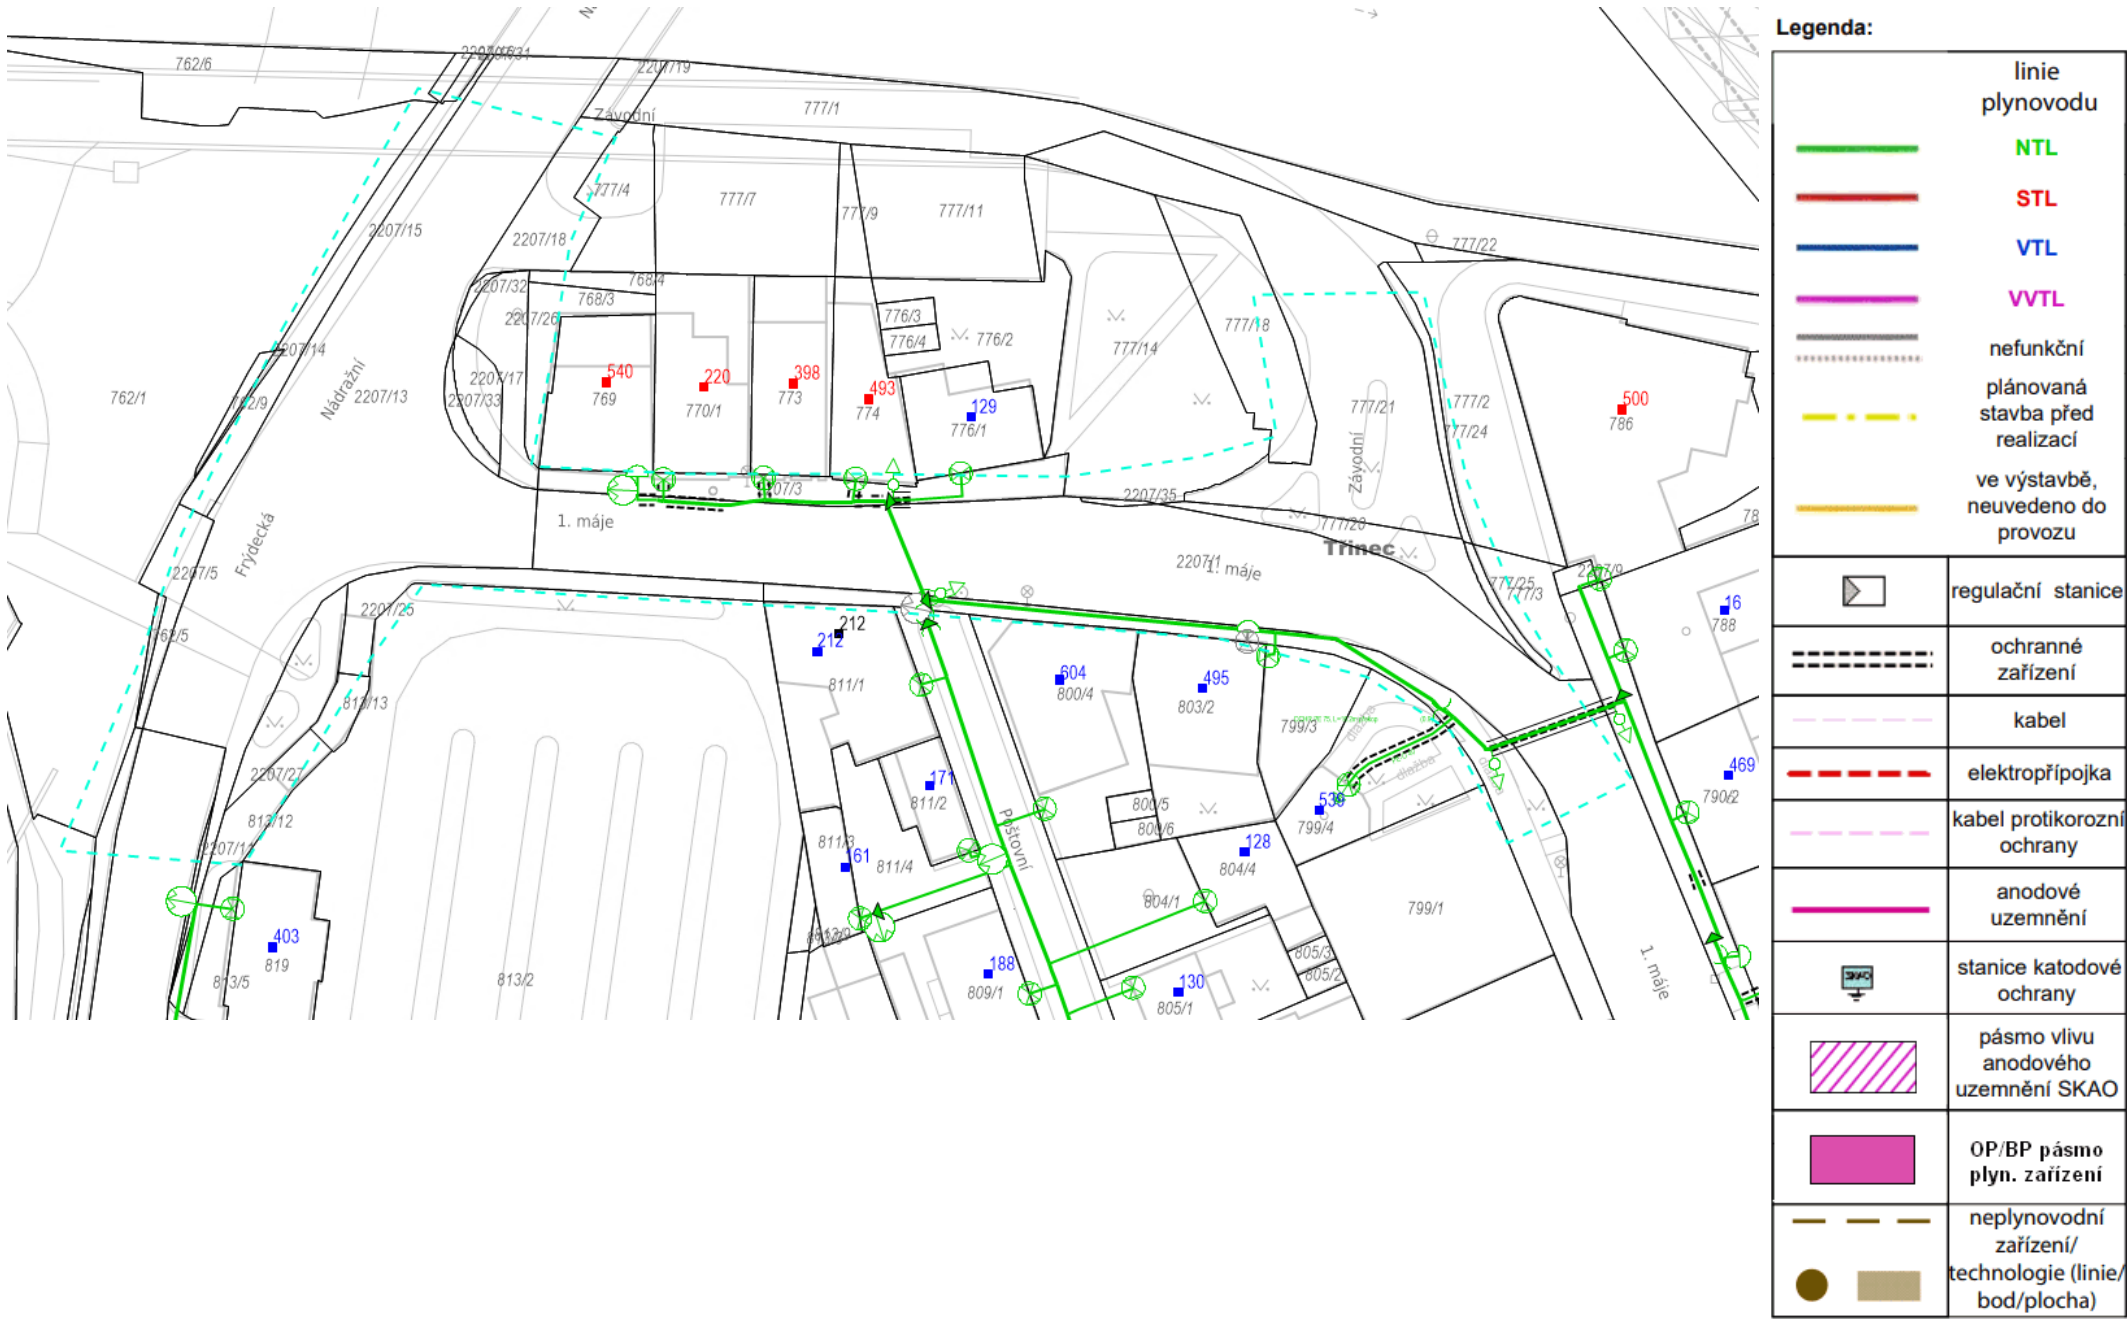 Legenda:
linie
plynovodu
NTL
STL
VTL
VVTL
nefunkční
plánovaná
stavba před
realizací
ve výstavbě,
neuvedeno do
provozu
regulační stanice
ochranné
zařízení
kabel
elektropřípojka
kabel protikorozní
ochrany
anodové
uzemnění
SKAO
stanice katodové
ochrany
pásmo vlivu
anodového
uzemnění SKAO
OP/BP pásmo
plyn. zařízení
neplynovodní
zařízení/
technologie (linie/
bod/plocha)
762/6
2207/19
777/1
Závodní
777/4
777/7
777/9
777/11
2207/15
2207/18
777/22
768/4
2207/32
768/3
2207/26
776/3
776/4
776/2
777/18
777/14
2207/14
Nádražní
2207/17
2207/13
2207/33
762/1
762/9
540
769
220
770/1
398
773
493
774
129
776/1
777/21
777/2
777/24
500
786
Závodní
2207/3
2207/35
1. máje
777/20
Třinec
2207/1
1. máje
Frýdecká
2207/5
2207/9
777/25
777/3
16
788
2207/25
762/5
212
212
811/1
604
800/4
495
803/2
813/13
799/3
dlažba
dlažba
2207/27
171
811/2
469
790/2
813/12
Poštovní
800/5
800/6
539
799/4
2207/11
811/3
161
811/4
128
804/4
804/1
799/1
403
819
813/5
813/2
188
809/1
130
805/1
805/3
805/2
1. máje